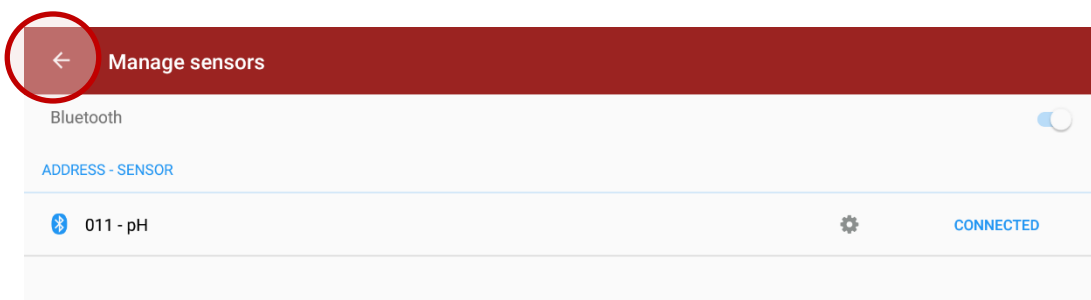 Manage sensors
Bluetooth
ADDRESS - SENSOR
011 - pH CONNECTED